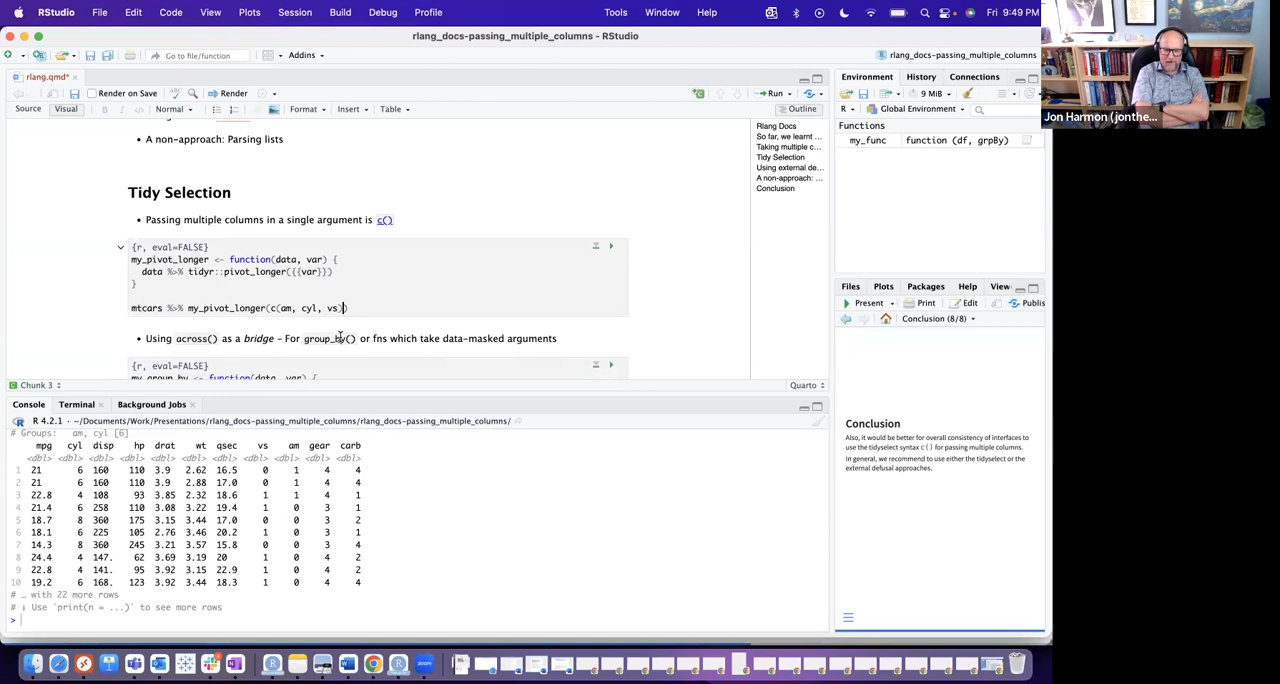 RStudio File Edit Code View Plots Session Build Debug Profile Tools Window Help Fri 9:49 PM
rlang_docs-passing_multiple_columns - RStudio
Go to file/function Addins rlang_docs-passing_multiple_columns
rlang.qmd*
Render on Save Render Run
Source Visual B I Normal Format Insert Table Outline
A non-approach: Parsing lists
Tidy Selection
• Passing multiple columns in a single argument is c()
{r, eval=FALSE}
my_pivot_longer <- function(data, var) {
data %>% tidyr::pivot_longer({{var}})
}
mtcars %>% my_pivot_longer(c(am, cyl, vs))
• Using across() as a bridge – For group_by() or fns which take data-masked arguments
{r, eval=FALSE}
my_group_by <- function(data, var) {
Chunk 3 Quarto
Rlang Docs
So far, we learnt ...
Taking multiple c...
Tidy Selection
Using external de...
A non-approach: ...
Conclusion
Console Terminal Background Jobs
R 4.2.1 · ~/Documents/Work/Presentations/rlang_docs-passing_multiple_columns/rlang_docs-passing_multiple_columns/
# Groups: am, cyl [6]
mpg cyl disp hp drat wt qsec vs am gear carb
<dbl> <dbl> <dbl> <dbl> <dbl> <dbl> <dbl> <dbl> <dbl> <dbl> <dbl>
1 21 6 160 110 3.9 2.62 16.5 0 1 4 4
2 21 6 160 110 3.9 2.88 17.0 0 1 4 4
3 22.8 4 108 93 3.85 2.32 18.6 1 1 4 1
4 21.4 6 258 110 3.08 3.22 19.4 1 0 3 1
5 18.7 8 360 175 3.15 3.44 17.0 0 0 3 2
6 18.1 6 225 105 2.76 3.46 20.2 1 0 3 1
7 14.3 8 360 245 3.21 3.57 15.8 0 0 3 4
8 24.4 4 147. 62 3.69 3.19 20 1 0 4 2
9 22.8 4 141. 95 3.92 3.15 22.9 1 0 4 2
10 19.2 6 168. 123 3.92 3.44 18.3 1 0 4 4
# … with 22 more rows
# ℹ Use `print(n = ...)` to see more rows
>
Environment History Connections
9 MiB
R Global Environment
Functions
my_func function (df, grpBy)
Files Plots Packages Help View
Present Print Edit Publis
Conclusion (8/8)
Conclusion
Also, it would be better for overall consistency of interfaces to
use the tidyselect syntax c() for passing multiple columns.
In general, we recommend to use either the tidyselect or the
external defusal approaches.
Jon Harmon (jonthe...
zoom